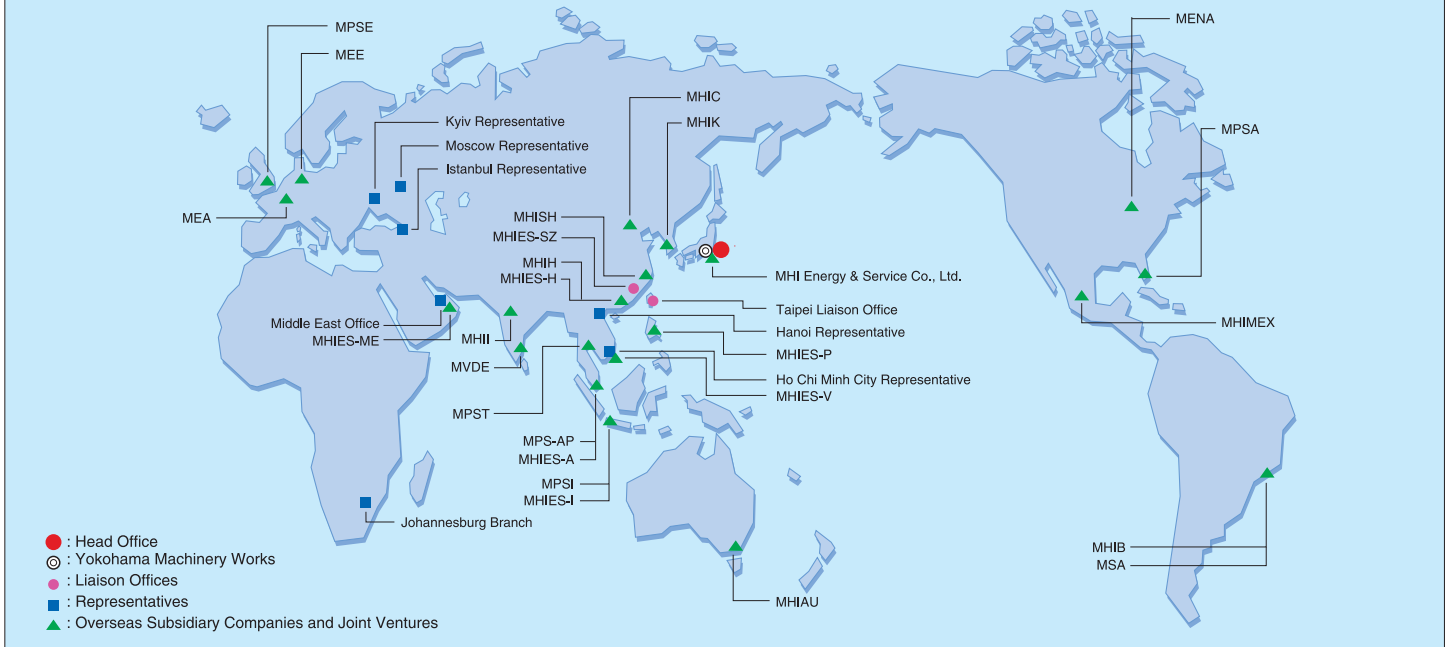 MPSE
MEE
MENA
MHIC
MHIK
Kyiv Representative
Moscow Representative
Istanbul Representative
MPSA
MEA
MHISH
MHIES-SZ
MHIH
MHIES-H
MHI Energy & Service Co., Ltd.
Taipei Liaison Office
Hanoi Representative
MHIES-P
Ho Chi Minh City Representative
MHIES-V
MHIMEX
Middle East Office
MHIES-ME
MHII
MVDE
MPST
MPS-AP
MHIES-A
MPSI
MHIES-I
Johannesburg Branch
MHIB
MSA
MHIAU
: Head Office
: Yokohama Machinery Works
: Liaison Offices
: Representatives
: Overseas Subsidiary Companies and Joint Ventures